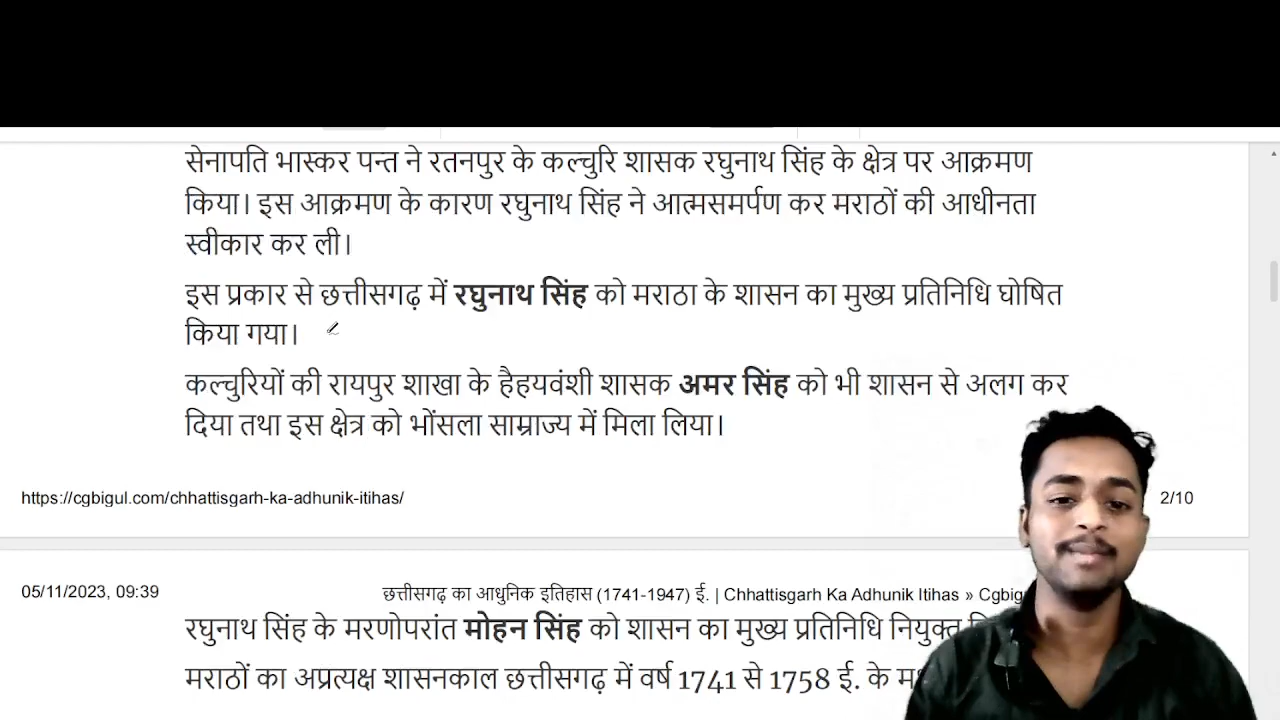 सेनापति भास्कर पन्त ने रतनपुर के कल्चुरि शासक रघुनाथ सिंह के क्षेत्र पर आक्रमण
किया। इस आक्रमण के कारण रघुनाथ सिंह ने आत्मसमर्पण कर मराठों की आधीनता
स्वीकार कर ली।
इस प्रकार से छत्तीसगढ़ में रघुनाथ सिंह को मराठा के शासन का मुख्य प्रतिनिधि घोषित
किया गया।
कल्चुरियों की रायपुर शाखा के हैहयवंशी शासक अमर सिंह को भी शासन से अलग कर
दिया तथा इस क्षेत्र को भोंसला साम्राज्य में मिला लिया।
https://cgbigul.com/chhattisgarh-ka-adhunik-itihas/ 2/10
05/11/2023, 09:39 छत्तीसगढ़ का आधुनिक इतिहास (1741-1947) ई. | Chhattisgarh Ka Adhunik Itihas »
रघुनाथ सिंह के मरणोपरांत मोहन सिंह को शासन का मुख्य प्रतिनिधि नियुक्त
मराठों का अप्रत्यक्ष शासनकाल छत्तीसगढ़ में वर्ष 1741 से 1758 ई. के